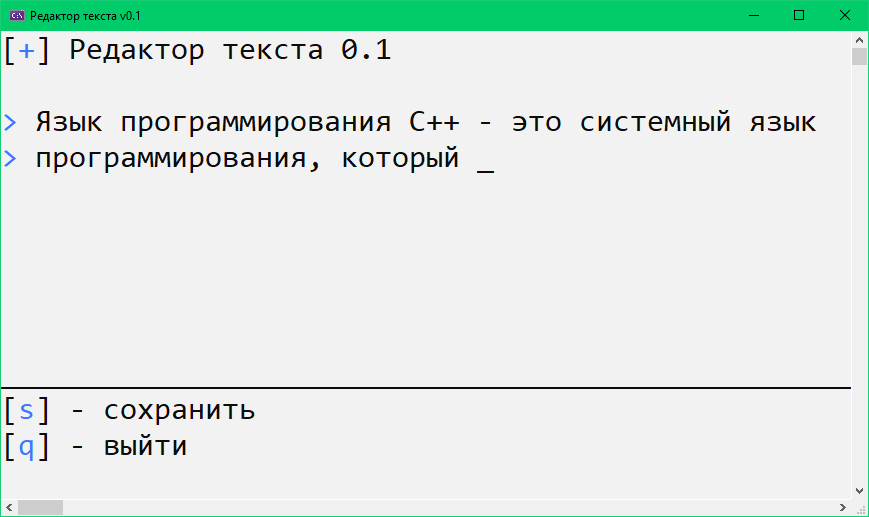 Редактор текста v0.1
[+] Редактор текста 0.1
> Язык программирования C++ - это системный язык
> программирования, который _
[s] - сохранить
[q] - выйти